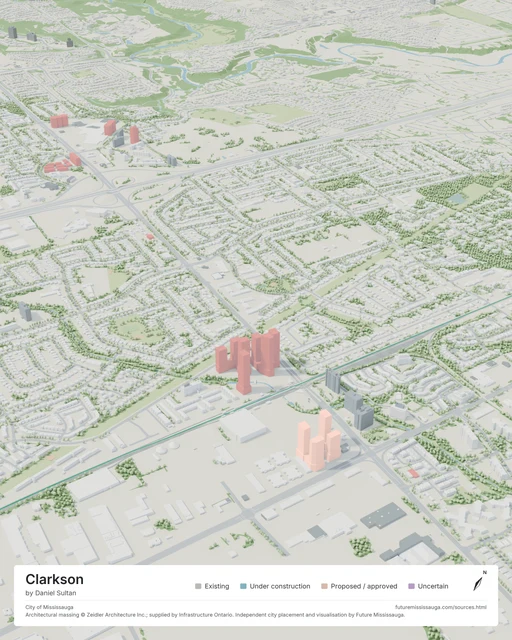 Clarkson
by Daniel Sultan
Existing
Under construction
Proposed / approved
Uncertain
N
City of Mississauga
futuremississauga.com/sources.html
Architectural massing © Zeidler Architecture Inc., supplied by Infrastructure Ontario. Independent city placement and visualisation by Future Mississauga.